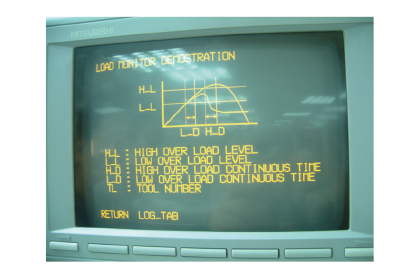 MITSUBISHI
LOAD MONITOR DEMOSTRATION
H_L
L_L
L_D H_D
H_L : HIGH OVER LOAD LEVEL
L_L : LOW OVER LOAD LEVEL
H_D : HIGH OVER LOAD CONTINUOUS TIME
L_D : LOW OVER LOAD CONTINUOUS TIME
TL : TOOL NUMBER
RETURN LOG_TAB